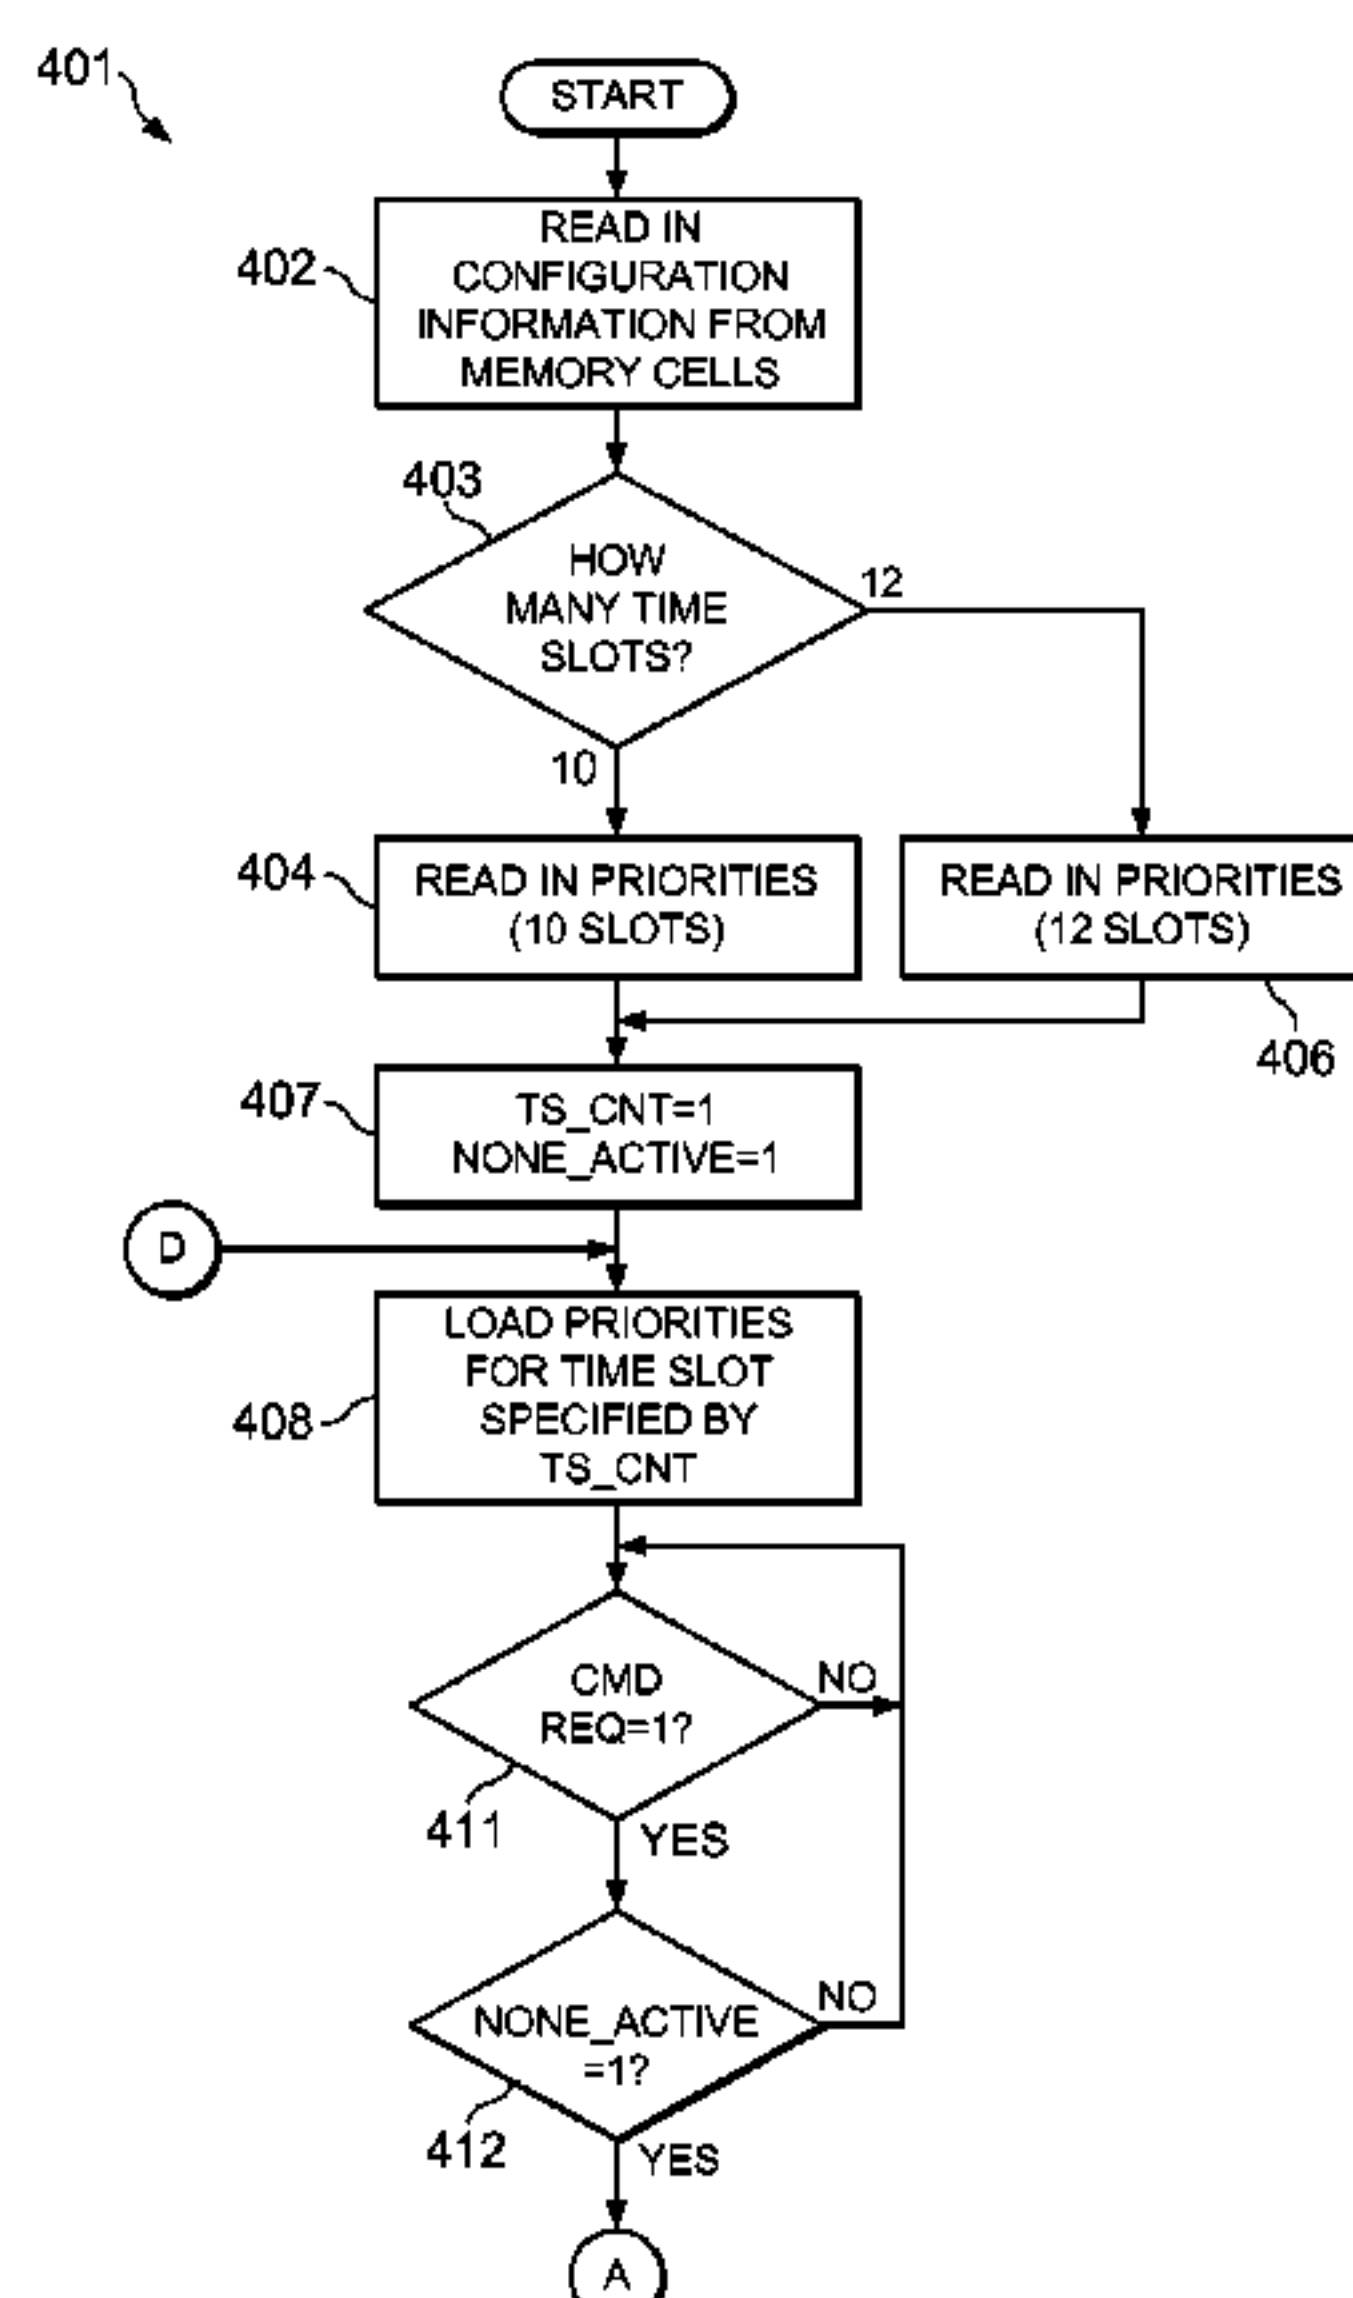 401
START
402
READ IN
CONFIGURATION
INFORMATION FROM
MEMORY CELLS
403
HOW
MANY TIME
SLOTS?
12
10
404
READ IN PRIORITIES
(10 SLOTS)
READ IN PRIORITIES
(12 SLOTS)
406
407
TS_CNT=1
NONE_ACTIVE=1
D
408
LOAD PRIORITIES
FOR TIME SLOT
SPECIFIED BY
TS_CNT
CMD
REQ=1?
NO
411
YES
NONE_ACTIVE
=1?
NO
412
YES
A